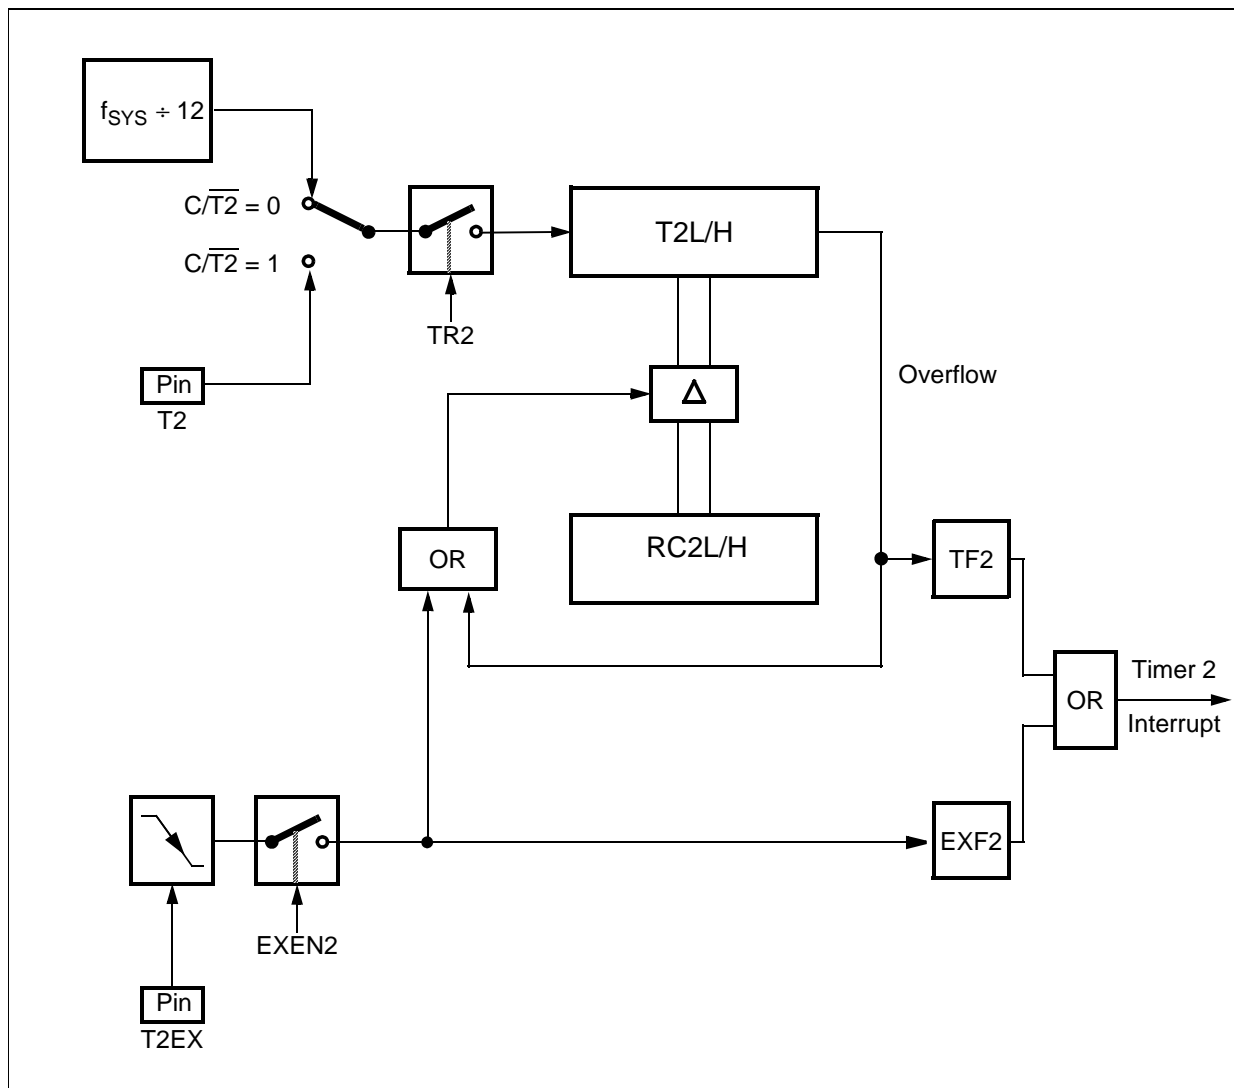 fSYS ÷ 12
C/T2 = 0
T2L/H
C/T2 = 1
TR2
Pin
T2
Δ
Overflow
OR
RC2L/H
TF2
OR
Timer 2
Interrupt
EXF2
EXEN2
Pin
T2EX